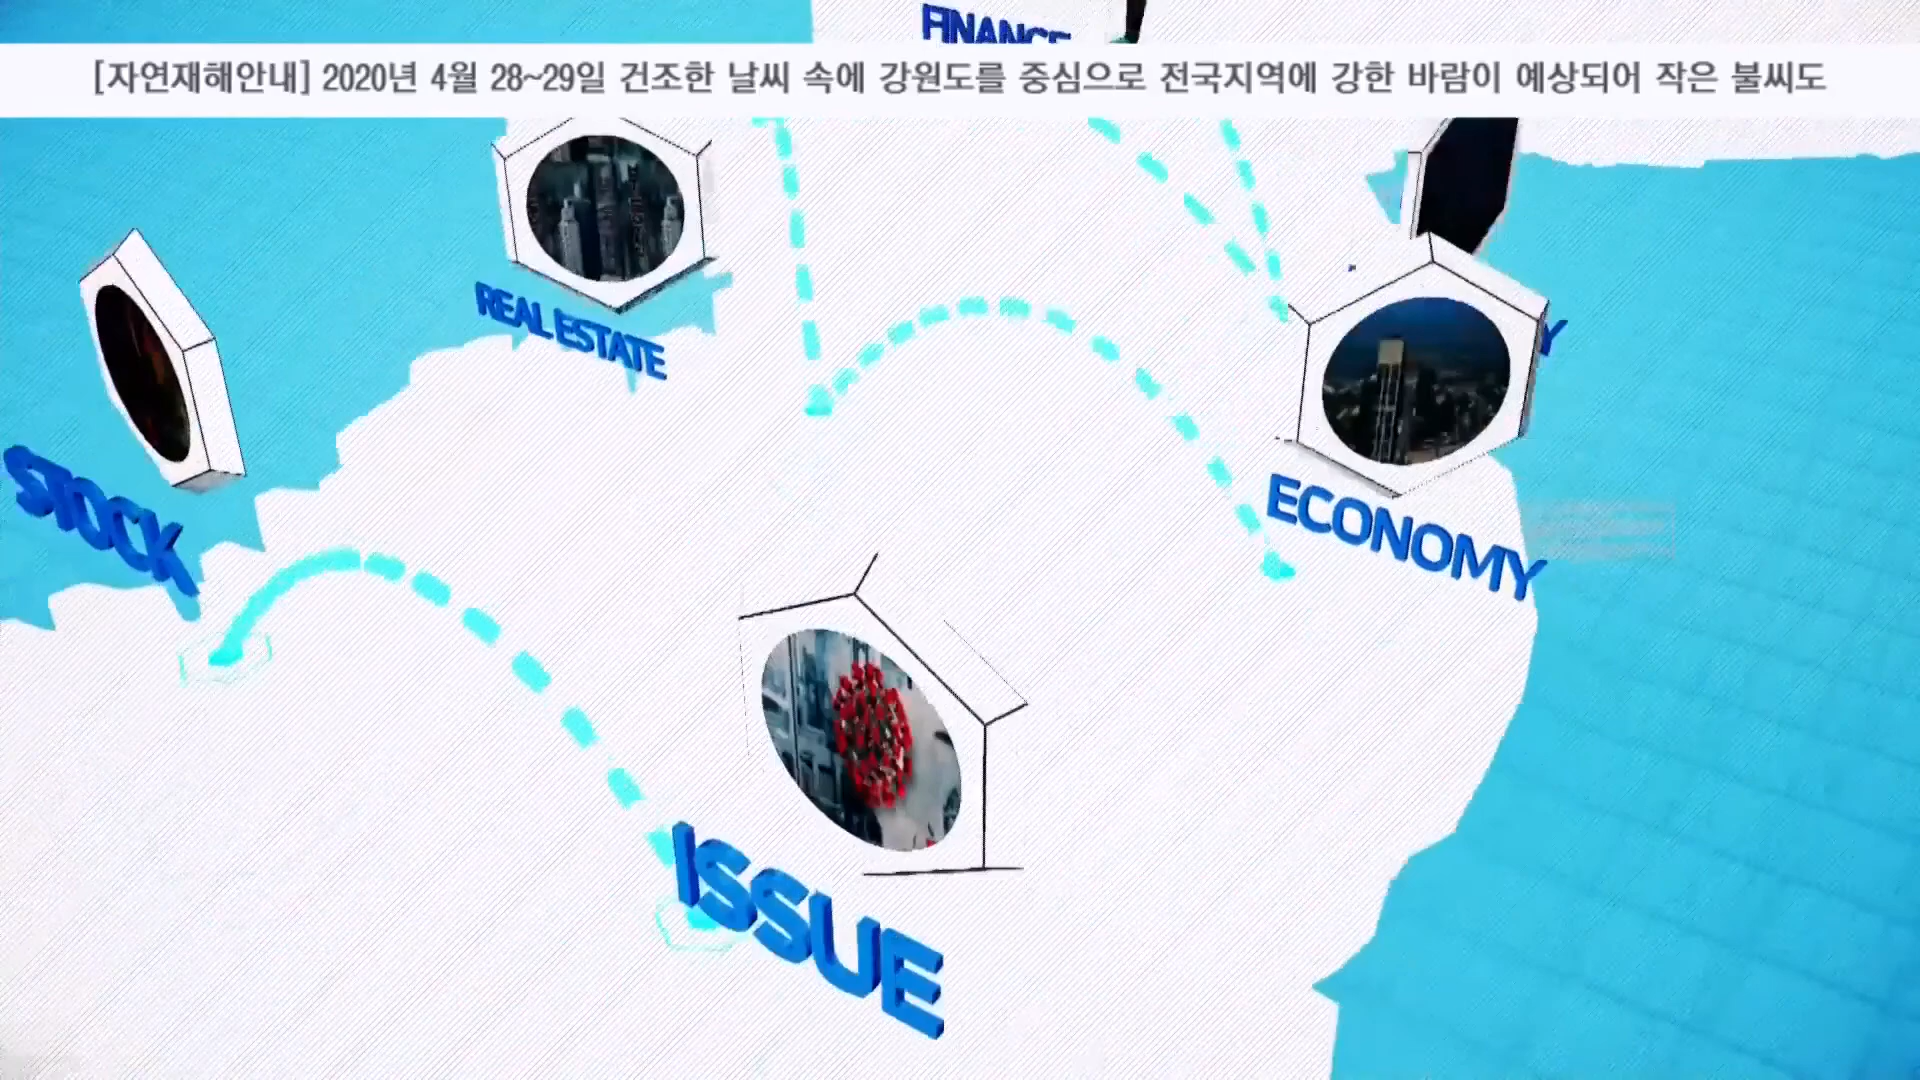 FINANCE
[자연재해안내] 2020년 4월 28~29일 건조한 날씨 속에 강원도를 중심으로 전국지역에 강한 바람이 예상되어 작은 불씨도
REAL ESTATE
STOCK
ECONOMY
ISSUE